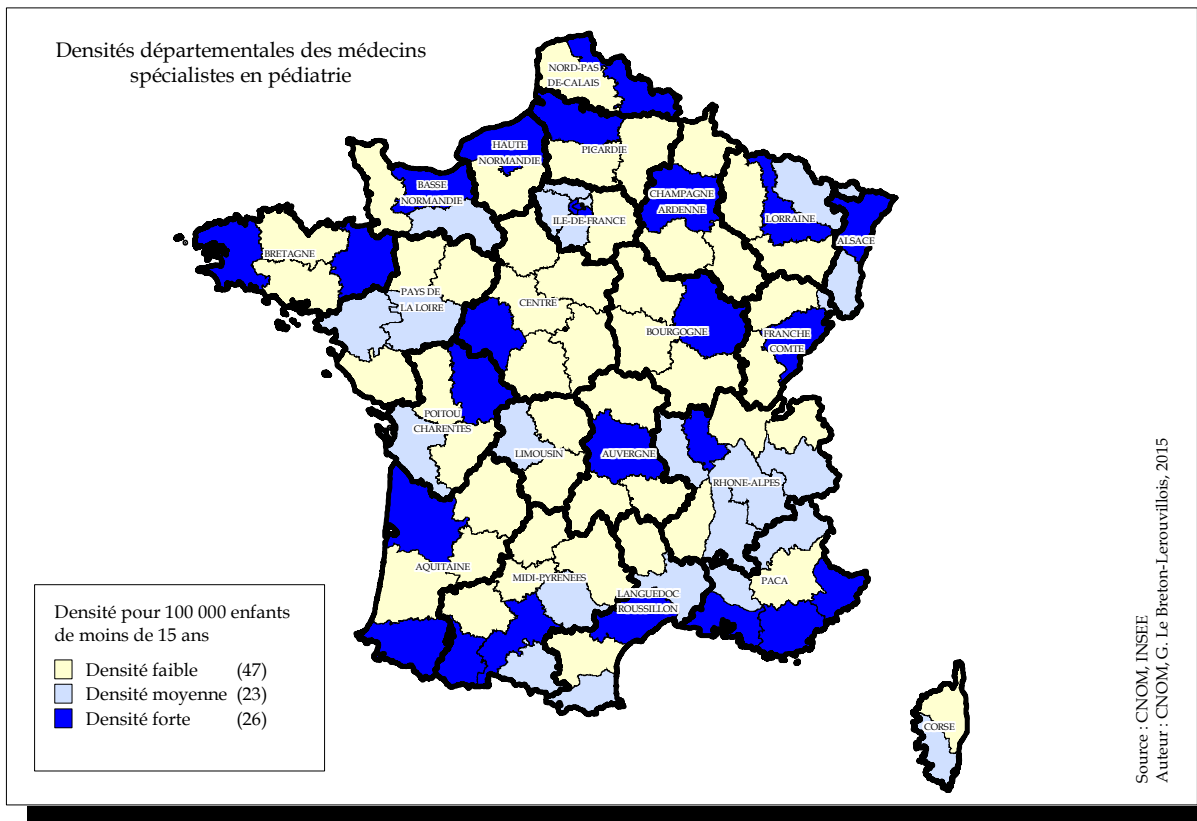 Densités départementales des médecins
spécialistes en pédiatrie
NORD-PAS
DE-CALAIS
HAUTE
NORMANDIE
PICARDIE
BASSE
NORMANDIE
CHAMPAGNE
ARDENNE
ILE-DE-FRANCE
LORRAINE
ALSACE
BRETAGNE
PAYS DE
LA LOIRE
CENTRE
BOURGOGNE
FRANCHE
COMTE
POITOU
CHARENTES
LIMOUSIN
AUVERGNE
RHONE-ALPES
AQUITAINE
MIDI-PYRENEES
LANGUEDOC
ROUSSILLON
PACA
CORSE
Densité pour 100 000 enfants
de moins de 15 ans
Densité faible (47)
Densité moyenne (23)
Densité forte (26)
Source : CNOM, INSEE
Auteur : CNOM, G. Le Breton-Lerouvillois, 2015